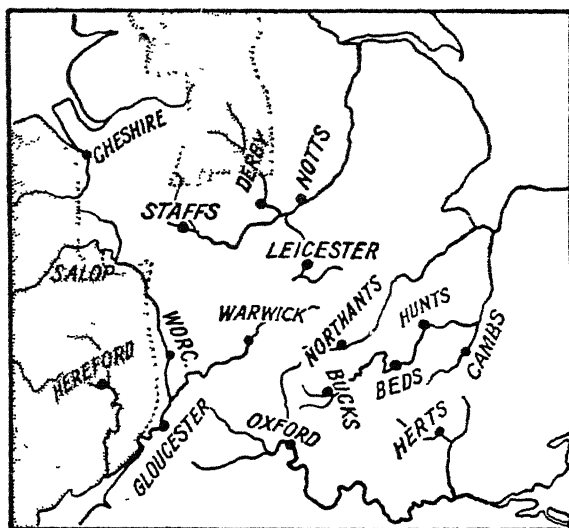 CHESHIRE
DERBY
NOTTS
STAFFS
LEICESTER
SALOP
WARWICK
NORTHANTS
HUNTS
CAMBS
WORC.
HEREFORD
BUCKS
BEDS
GLOUCESTER
OXFORD
HERTS